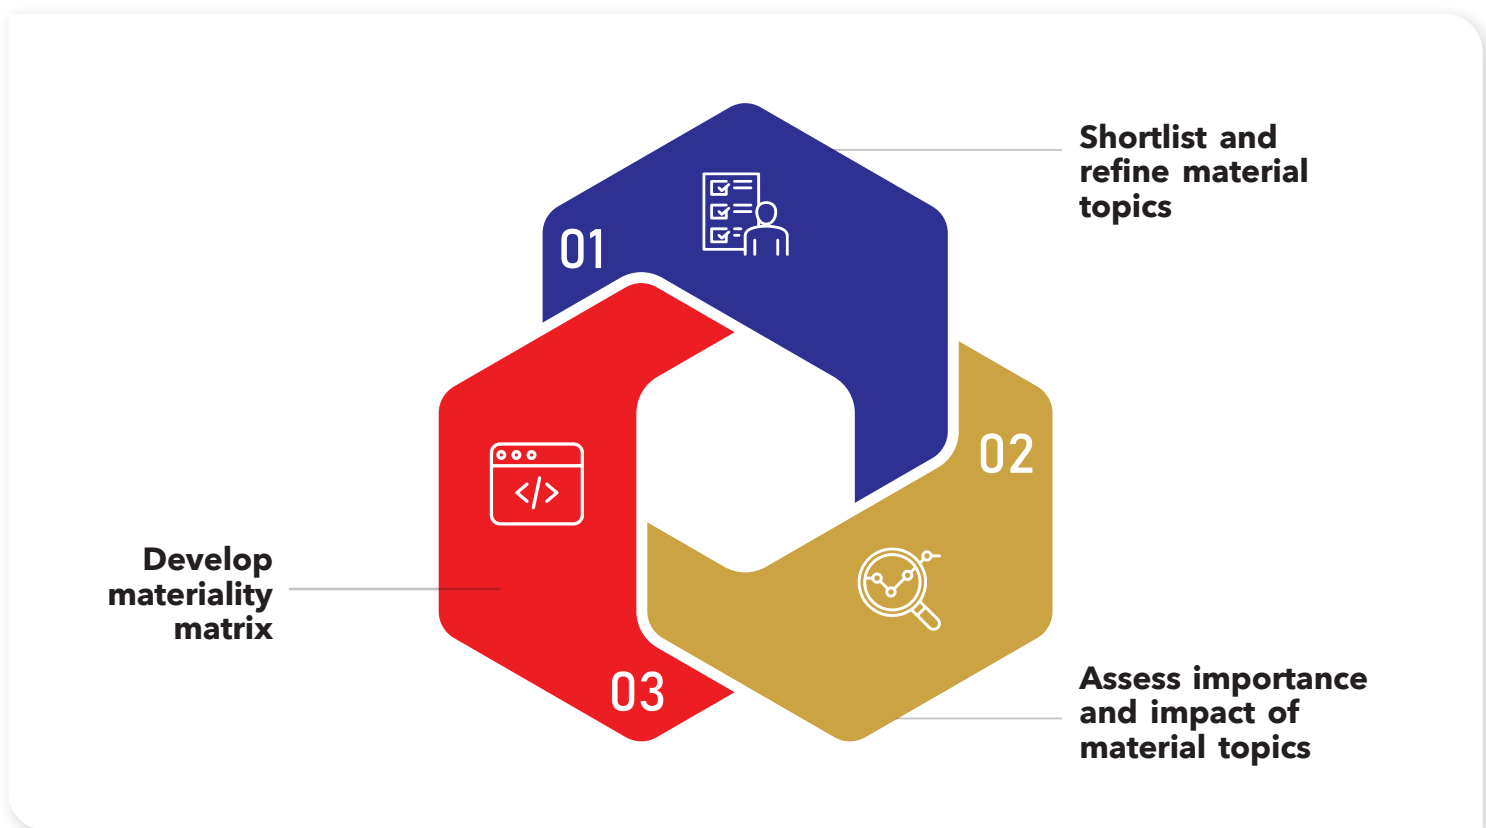 01
Shortlist and
refine material
topics
02
Assess importance
and impact of
material topics
03
Develop
materiality
matrix
</>